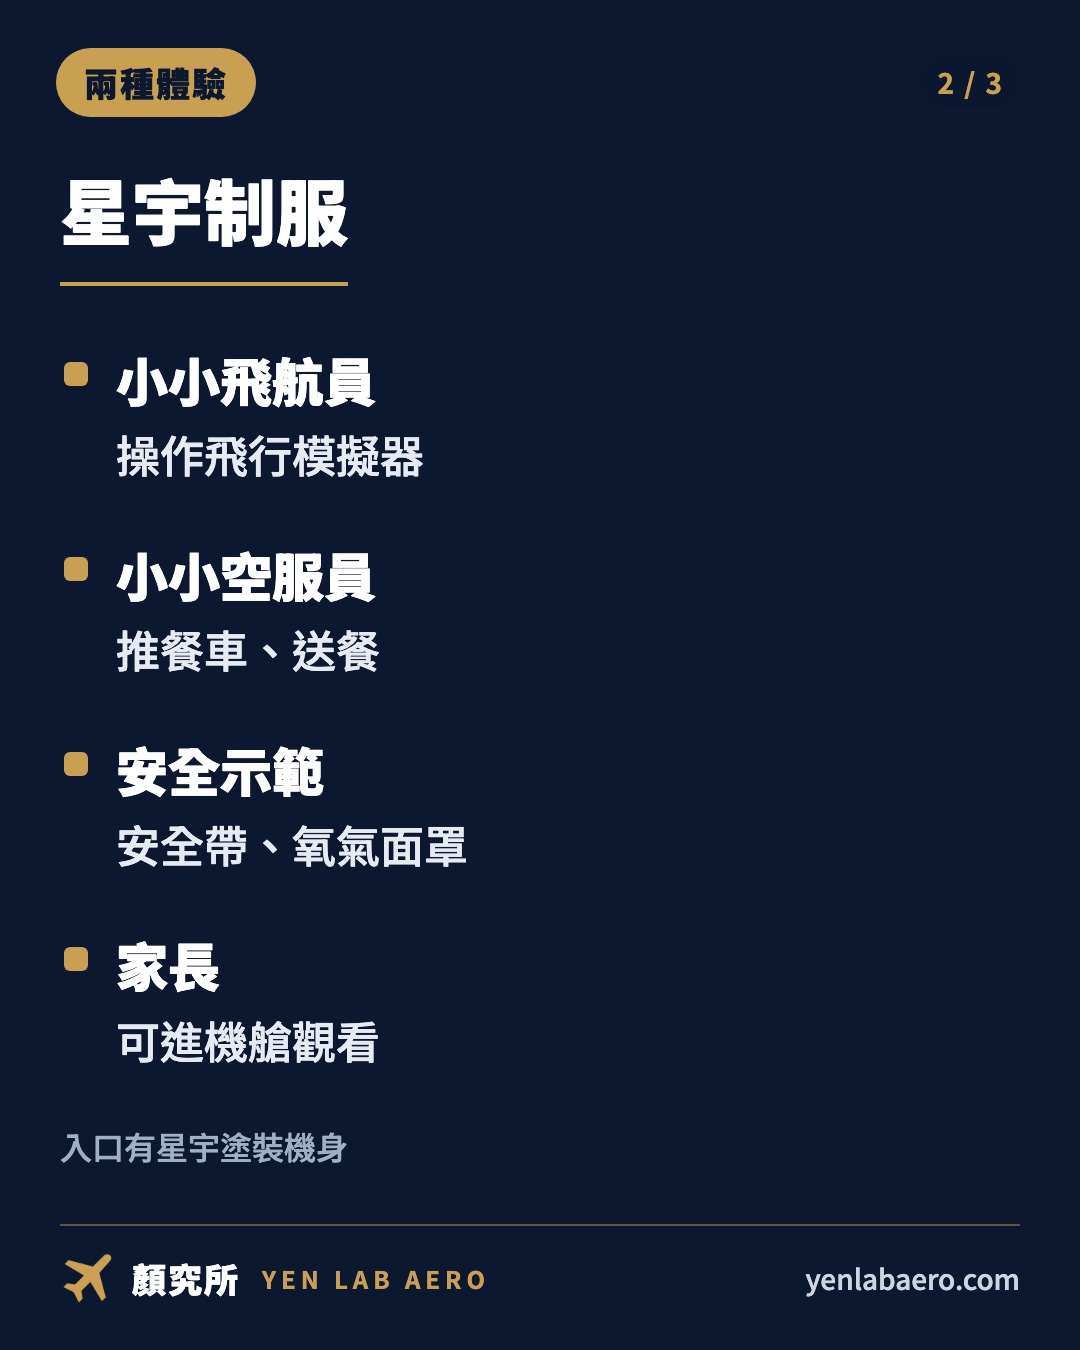 兩種體驗
2 / 3
星宇制服
小小飛航員
操作飛行模擬器
小小空服員
推餐車、送餐
安全示範
安全帶、氧氣面罩
家長
可進機艙觀看
入口有星宇塗裝機身
顏究所 YEN LAB AERO
yenlabaero.com